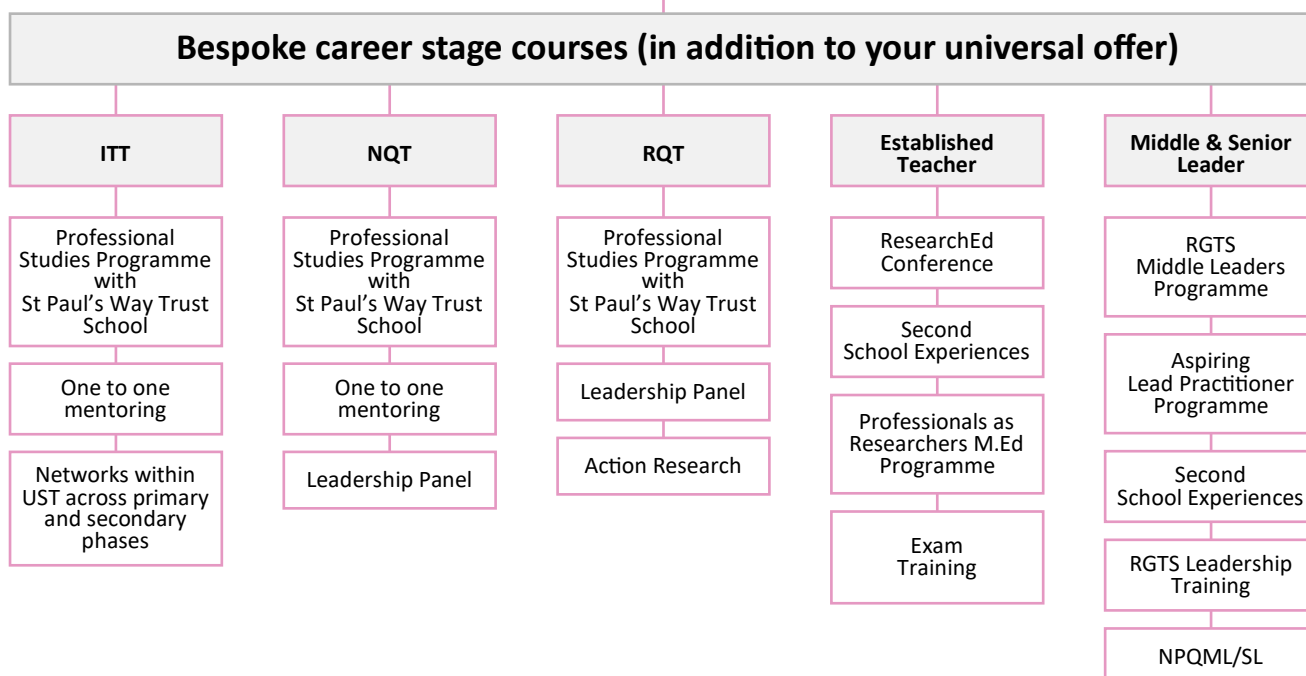 Bespoke career stage courses (in addition to your universal offer)
ITT
Professional
Studies Programme
with
St Paul’s Way Trust
School
One to one
mentoring
Networks within
UST across primary
and secondary
phases
NQT
Professional
Studies Programme
with
St Paul’s Way Trust
School
One to one
mentoring
Leadership Panel
RQT
Professional
Studies Programme
with
St Paul’s Way Trust
School
Leadership Panel
Action Research
Established
Teacher
ResearchEd
Conference
Second
School Experiences
Professionals as
Researchers M.Ed
Programme
Exam
Training
Middle & Senior
Leader
RGTS
Middle Leaders
Programme
Aspiring
Lead Practitioner
Programme
Second
School Experiences
RGTS Leadership
Training
NPQML/SL